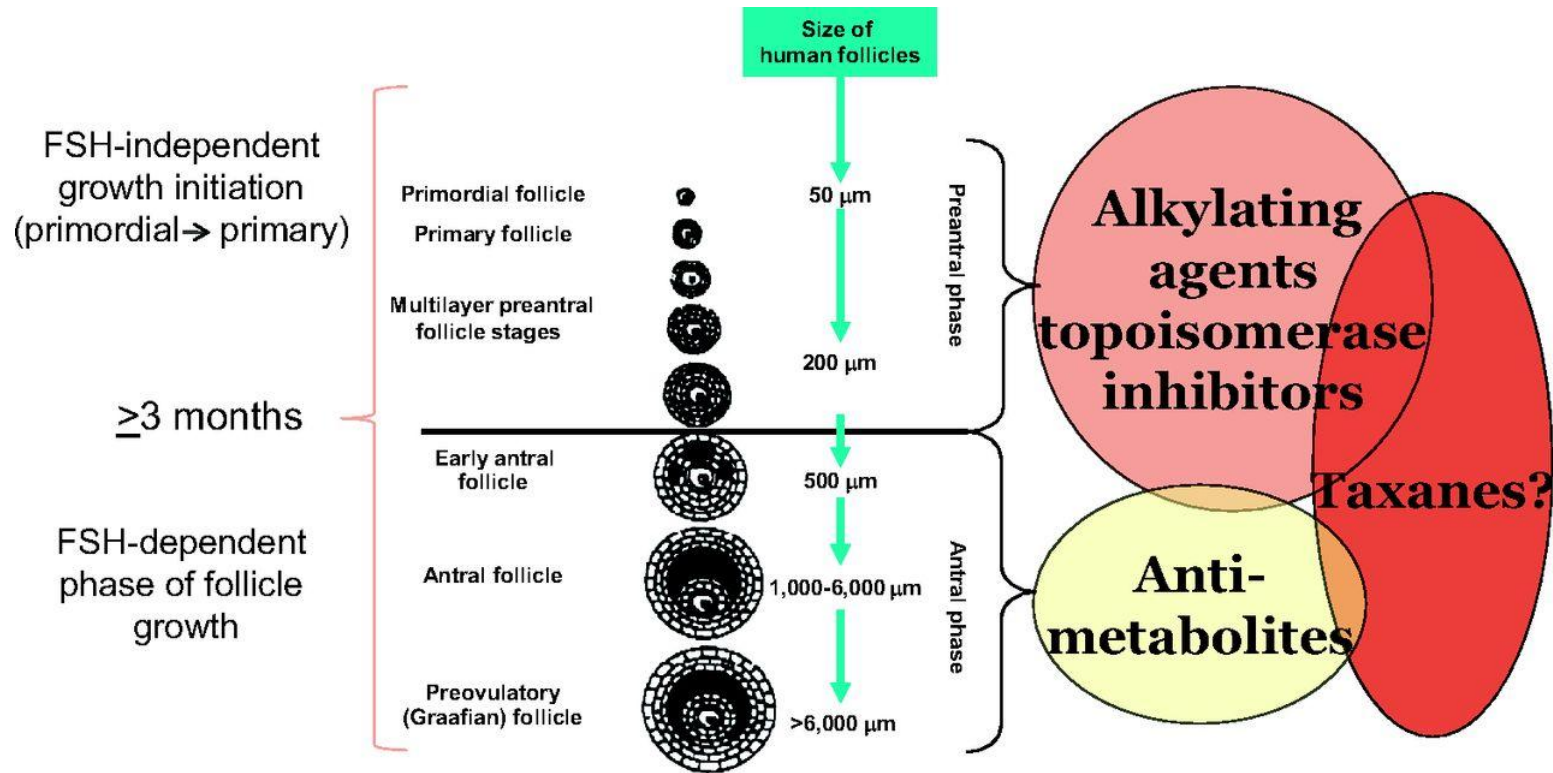 Size of
human follicles
FSH-independent
growth initiation
(primordial→ primary)
≥3 months
FSH-dependent
phase of follicle
growth
Primordial follicle
Primary follicle
Multilayer preantral
follicle stages
Early antral
follicle
Antral follicle
Preovulatory
(Graafian) follicle
50 μm
200 μm
500 μm
1,000-6,000 μm
>6,000 μm
Preantral phase
Antral phase
Alkylating
agents
topoisomerase
inhibitors
Taxanes?
Anti-
metabolites